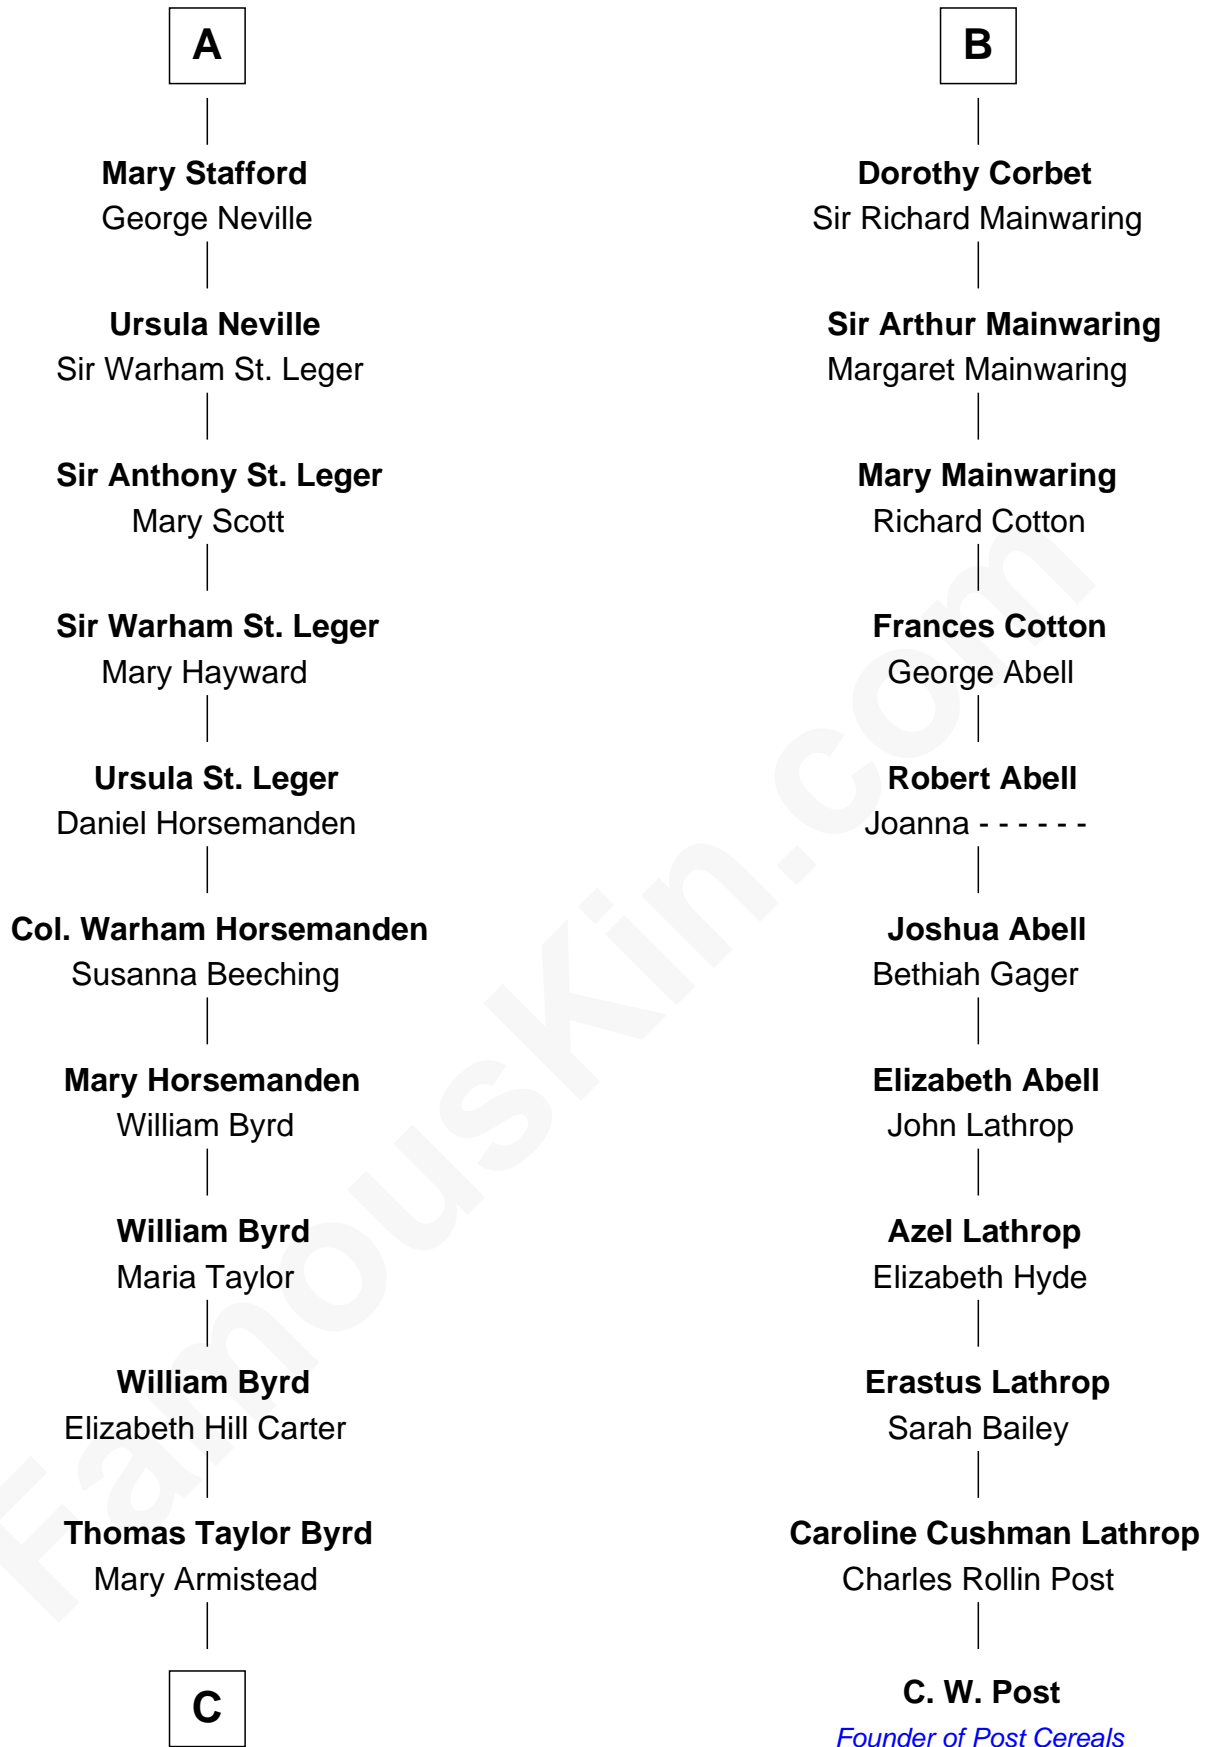 A
Mary Stafford
George Neville
Ursula Neville
Sir Warham St. Leger
Sir Anthony St. Leger
Mary Scott
Sir Warham St. Leger
Mary Hayward
Ursula St. Leger
Daniel Horsemanden
Col. Warham Horsemanden
Susanna Beeching
Mary Horsemanden
William Byrd
William Byrd
Maria Taylor
William Byrd
Elizabeth Hill Carter
Thomas Taylor Byrd
Mary Armistead
C
B
Dorothy Corbet
Sir Richard Mainwaring
Sir Arthur Mainwaring
Margaret Mainwaring
Mary Mainwaring
Richard Cotton
Frances Cotton
George Abell
Robert Abell
Joanna - - - - - -
Joshua Abell
Bethiah Gager
Elizabeth Abell
John Lathrop
Azel Lathrop
Elizabeth Hyde
Erastus Lathrop
Sarah Bailey
Caroline Cushman Lathrop
Charles Rollin Post
C. W. Post
Founder of Post Cereals
FamousKin.com